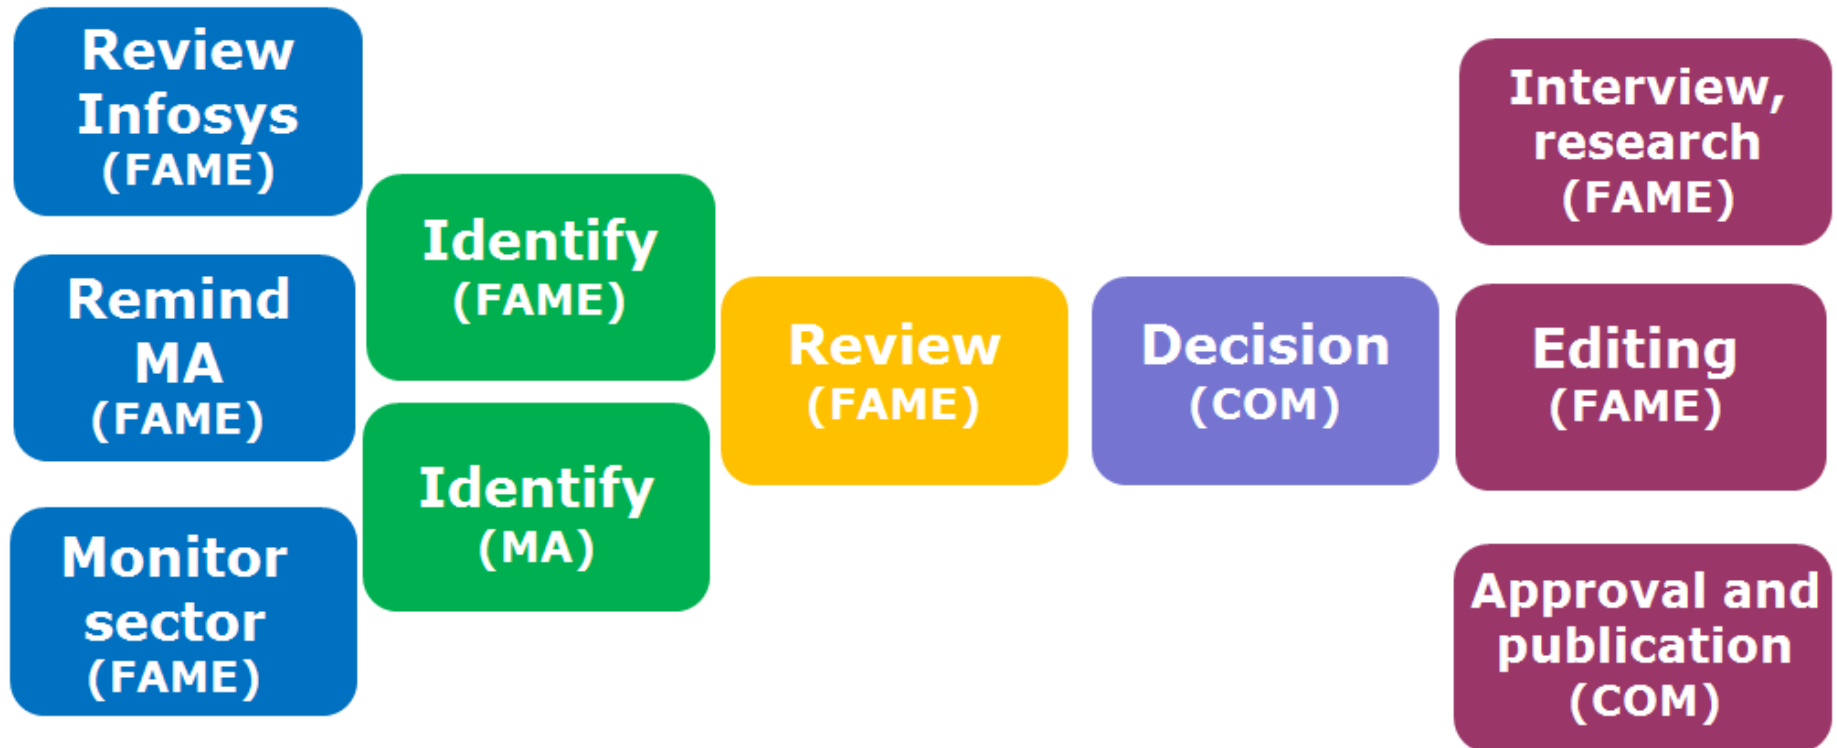 Review
Infosys
(FAME)
Remind
MA
(FAME)
Monitor
sector
(FAME)
Identify
(FAME)
Identify
(MA)
Review
(FAME)
Decision
(COM)
Interview,
research
(FAME)
Editing
(FAME)
Approval and
publication
(COM)